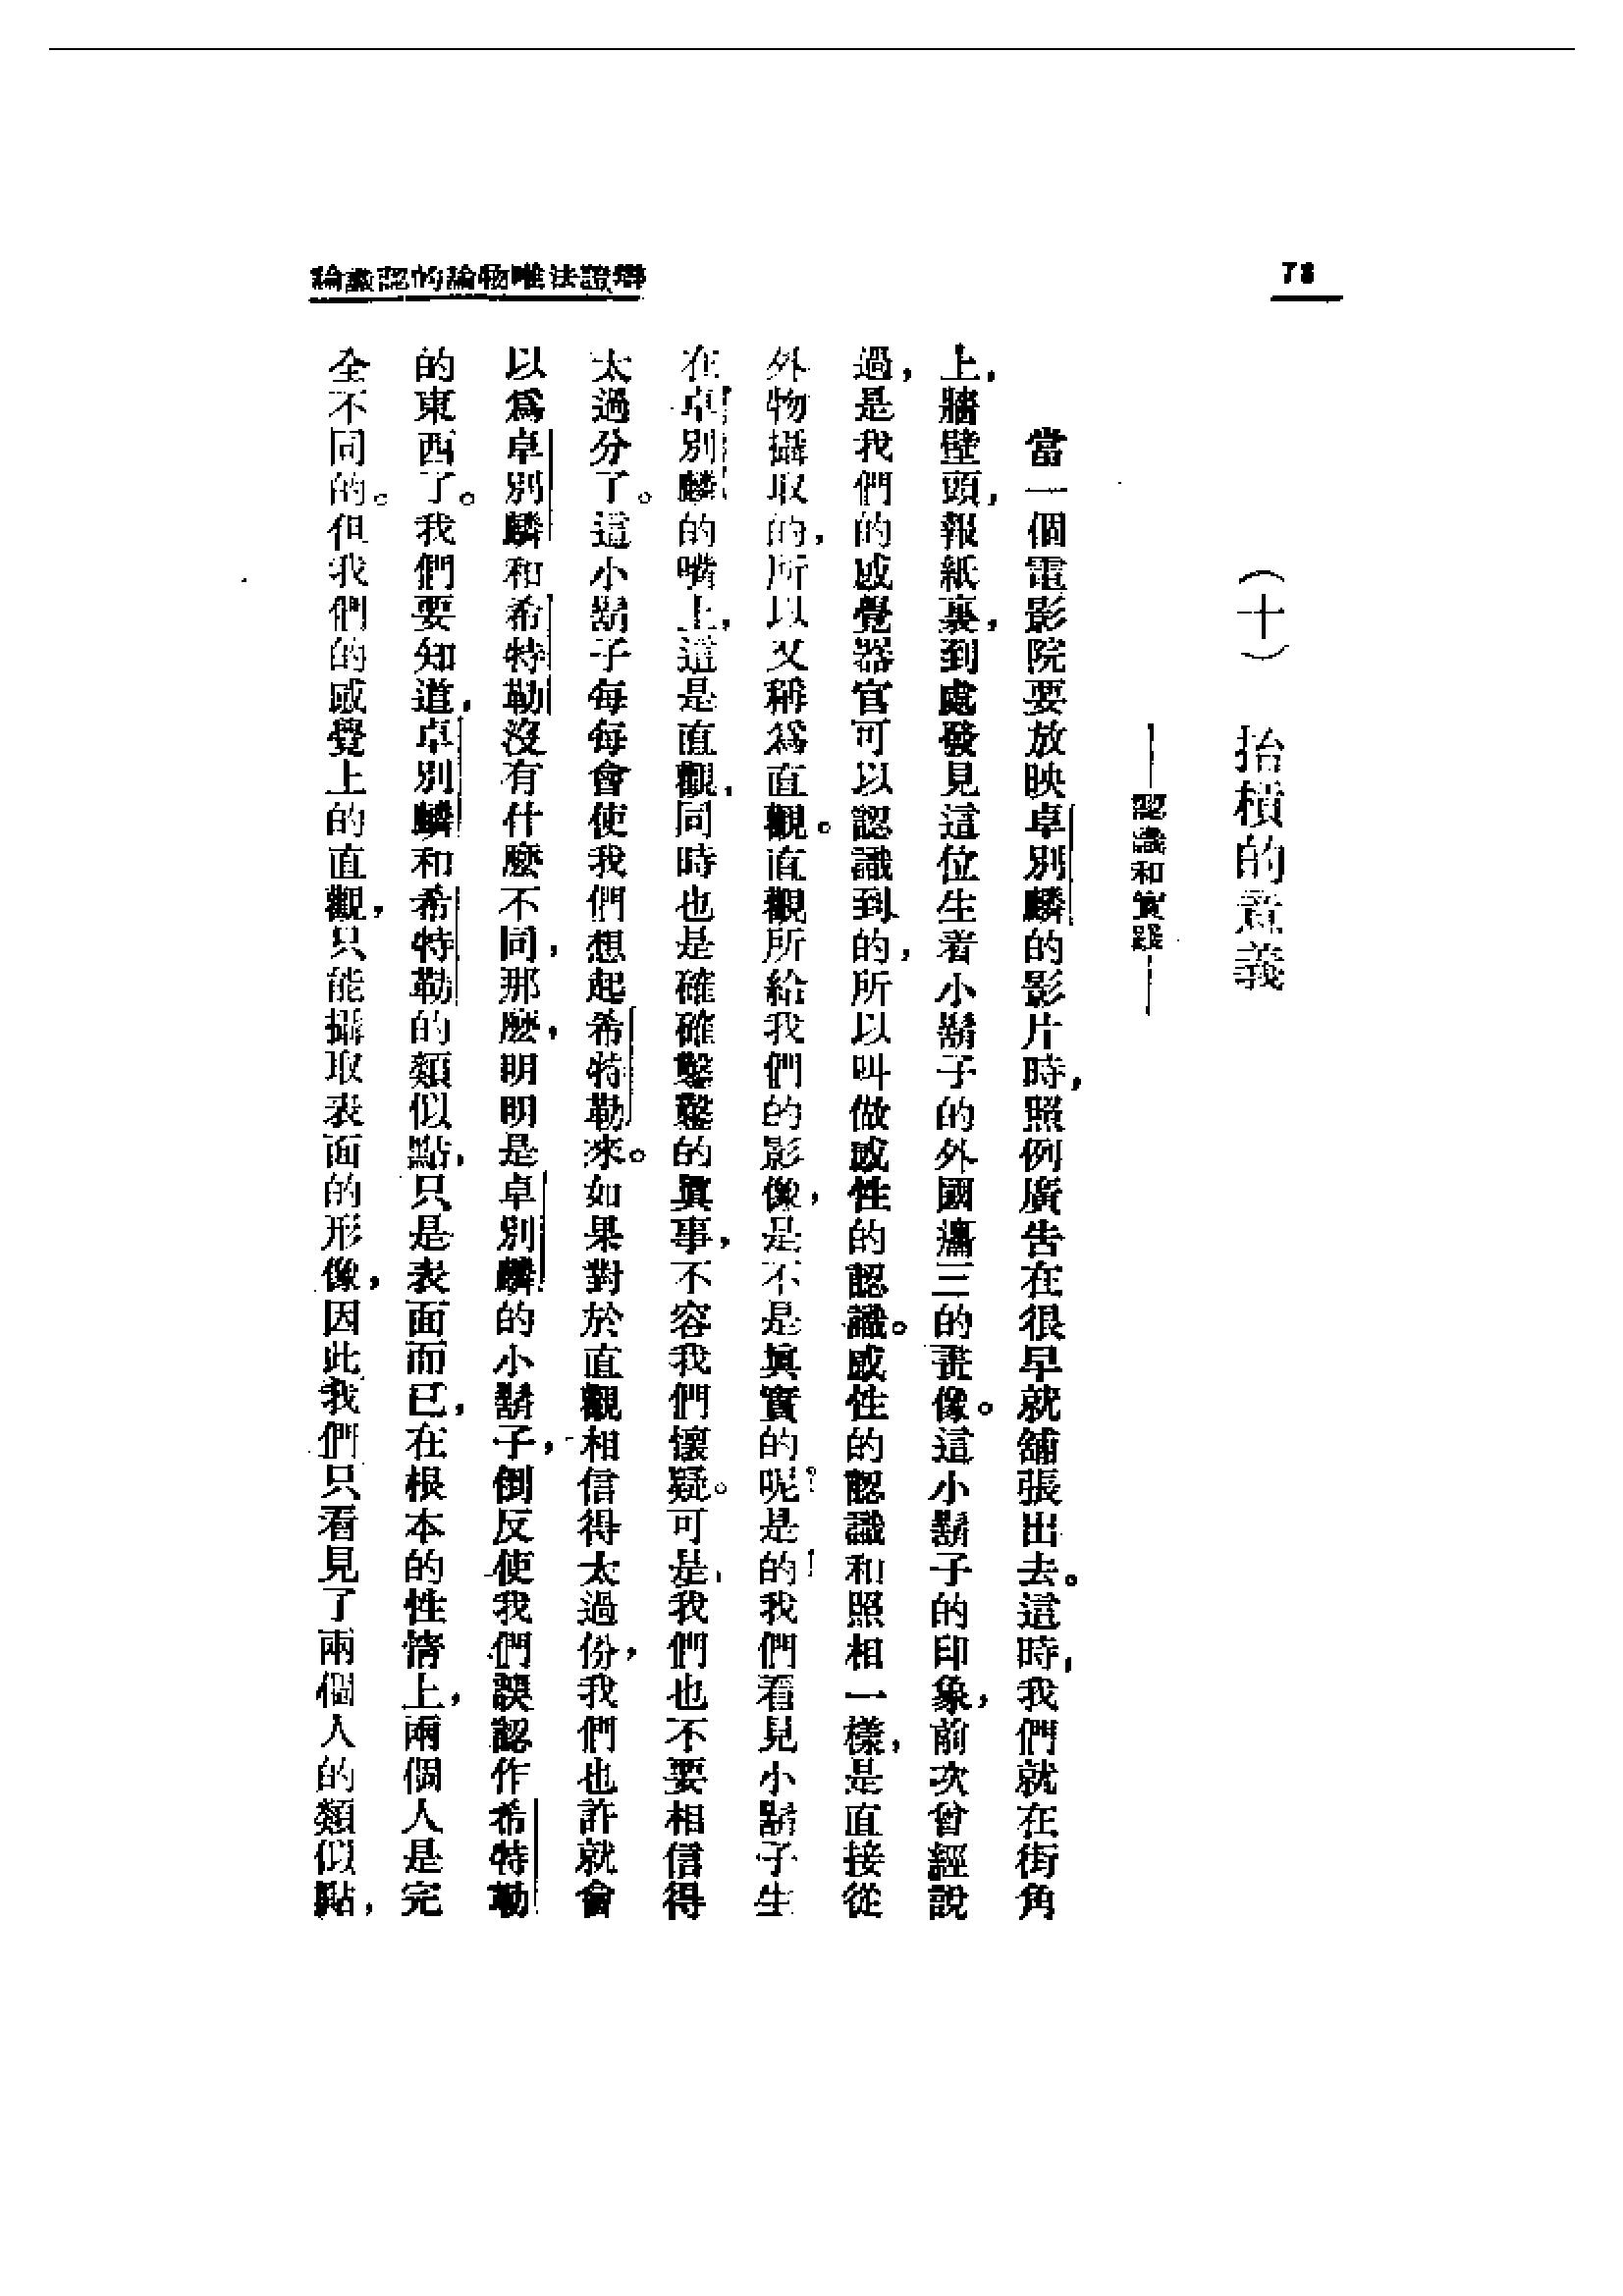 78
論識認的論物唯法證辯
(十)　抬槓的意義
——認識和實踐——
當一個電影院要放映卓別麟的影片時,照例廣告在很早就舖張出去。這時,我們就在街角
上,牆壁頭,報紙裏,到處發見這位生着小鬍子的外國癟三的畫像。這小鬍子的印象,前次曾經說
過,是我們的感覺器官可以認識到的,所以叫做感性的認識。感性的認識和照相一樣,是直接從
外物攝取的,所以又稱爲直觀。直觀所給我們的影像,是不是眞實的呢?是的!我們看見小鬍子生
在卓別麟的嘴上,這是直觀,同時也是確確鑿鑿的眞事,不容我們懷疑。可是,我們也不要相信得
太過分了。這小鬍子每每會使我們想起希特勒來。如果對於直觀相信得太過份,我們也許就會
以爲卓別麟和希特勒沒有什麼不同,那麽,明明是卓別麟的小鬍子,倒反使我們誤認作希特勒
的東西了。我們要知道,卓別麟和希特勒的類似點,只是表面而已,在根本的性情上,兩個人是完
全不同的。但我們的感覺上的直觀,只能攝取表面的形像,因此我們只看見了兩個人的類似點,